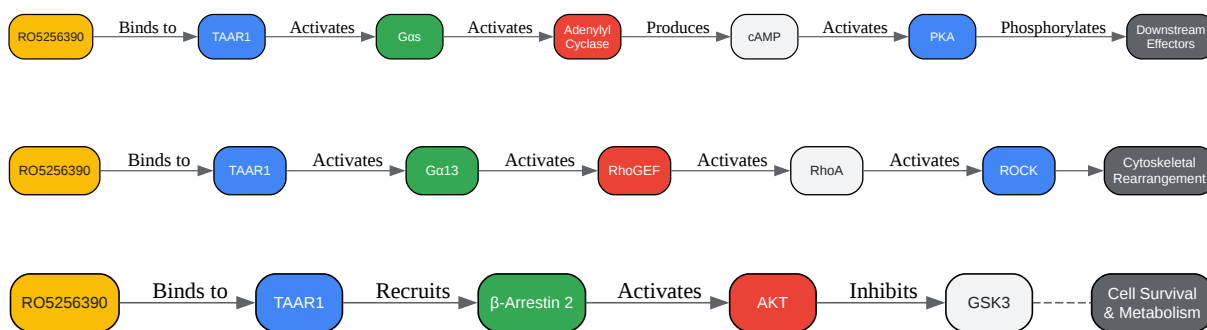 RO5256390 Binds to TAAR1 Activates Gαs Activates Adenylyl Cyclase Produces cAMP Activates PKA Phosphorylates Downstream Effectors
RO5256390 Binds to TAAR1 Activates Gα13 Activates RhoGEF Activates RhoA Activates ROCK Cytoskeletal Rearrangement
RO5256390 Binds to TAAR1 Recruits β-Arrestin 2 Activates AKT Inhibits GSK3 Cell Survival & Metabolism